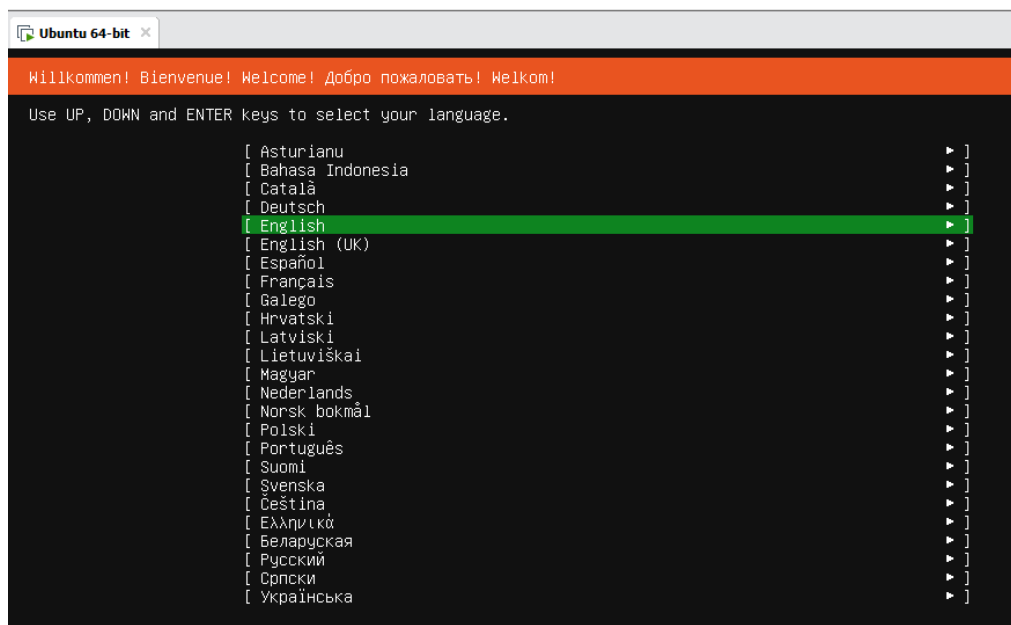 Ubuntu 64-bit
Willkommen! Bienvenue! Welcome! Добро пожаловать! Welkom!
Use UP, DOWN and ENTER keys to select your language.
[ Asturianu ► ]
[ Bahasa Indonesia ► ]
[ Català ► ]
[ Deutsch ► ]
[ English ► ]
[ English (UK) ► ]
[ Español ► ]
[ Français ► ]
[ Galego ► ]
[ Hrvatski ► ]
[ Latviski ► ]
[ Lietuviškai ► ]
[ Magyar ► ]
[ Nederlands ► ]
[ Norsk bokmål ► ]
[ Polski ► ]
[ Português ► ]
[ Suomi ► ]
[ Svenska ► ]
[ Čeština ► ]
[ Ελληνικά ► ]
[ Беларуская ► ]
[ Русский ► ]
[ Српски ► ]
[ Українська ► ]